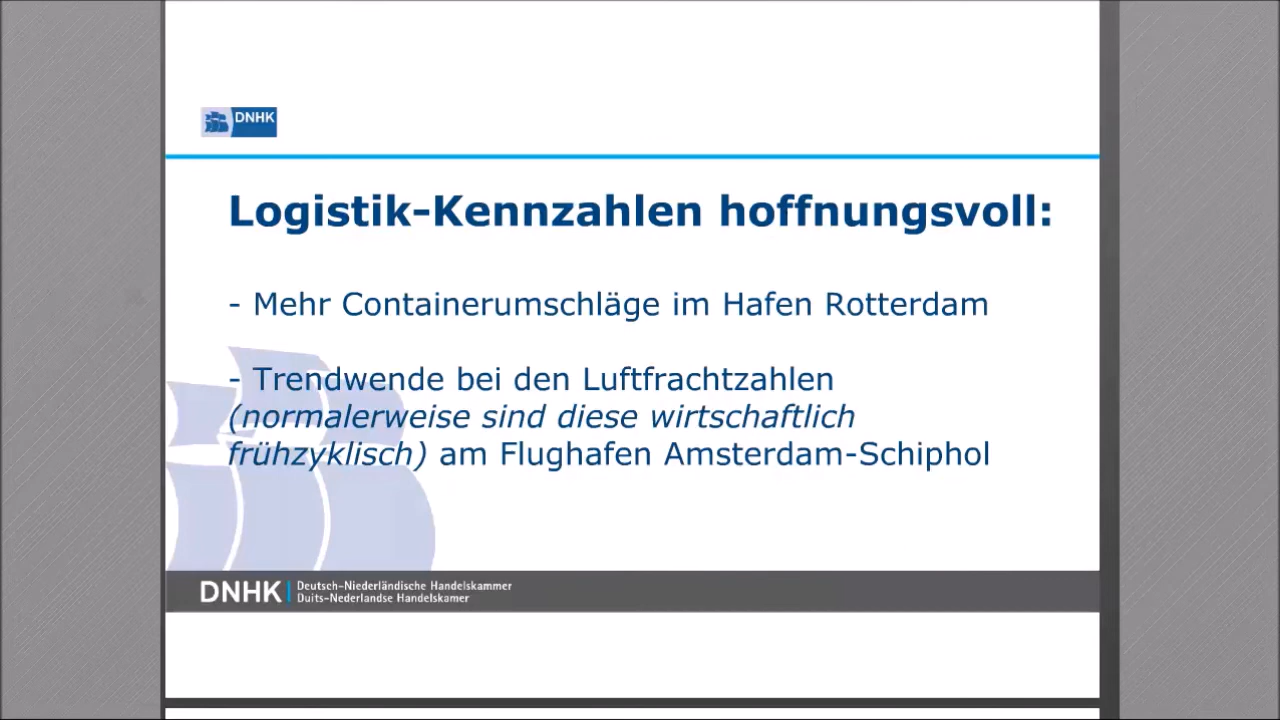 DNHK
Logistik-Kennzahlen hoffnungsvoll:
- Mehr Containerumschläge im Hafen Rotterdam
- Trendwende bei den Luftfrachtzahlen
(normalerweise sind diese wirtschaftlich
frühzyklisch) am Flughafen Amsterdam-Schiphol
DNHK
Deutsch-Niederländische Handelskammer
Duits-Nederlandse Handelskamer